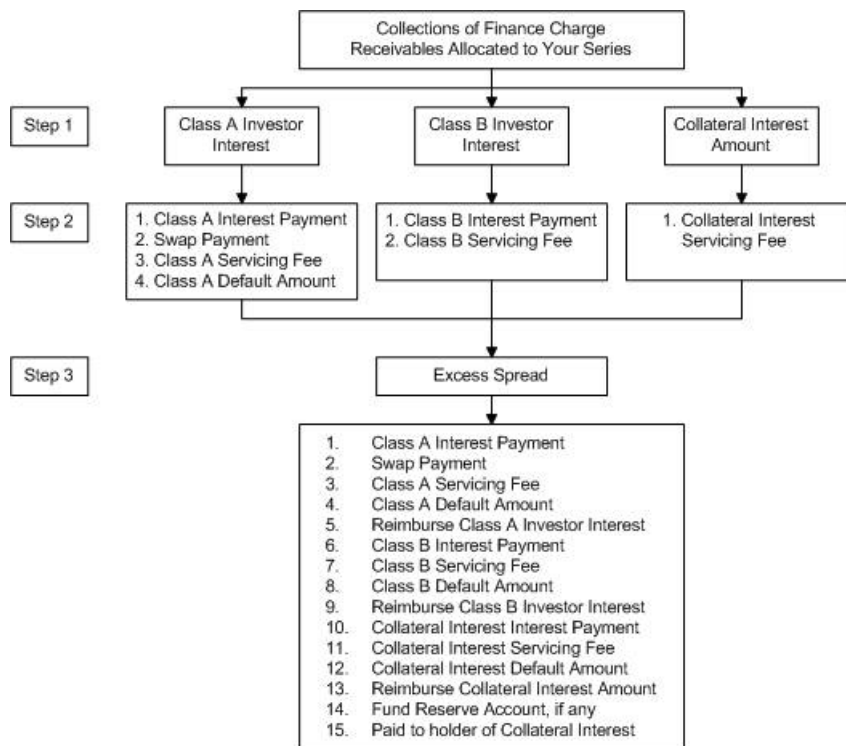 Collections of Finance Charge
Receivables Allocated to Your Series
Step 1
Class A Investor
Interest
Class B Investor
Interest
Collateral Interest
Amount
Step 2
1. Class A Interest Payment
2. Swap Payment
3. Class A Servicing Fee
4. Class A Default Amount
1. Class B Interest Payment
2. Class B Servicing Fee
1. Collateral Interest
Servicing Fee
Step 3
Excess Spread
1. Class A Interest Payment
2. Swap Payment
3. Class A Servicing Fee
4. Class A Default Amount
5. Reimburse Class A Investor Interest
6. Class B Interest Payment
7. Class B Servicing Fee
8. Class B Default Amount
9. Reimburse Class B Investor Interest
10. Collateral Interest Interest Payment
11. Collateral Interest Servicing Fee
12. Collateral Interest Default Amount
13. Reimburse Collateral Interest Amount
14. Fund Reserve Account, if any
15. Paid to holder of Collateral Interest